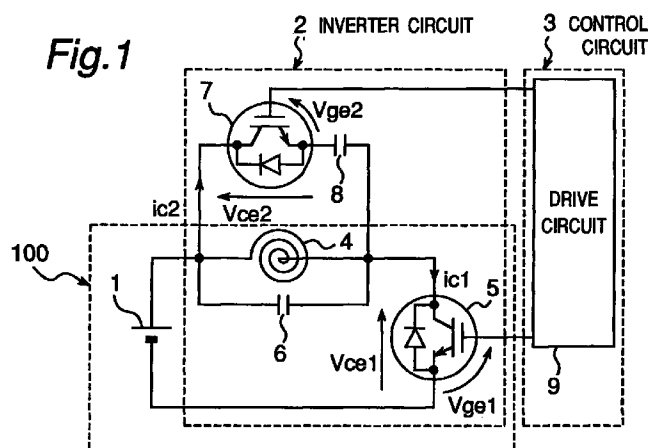 Fig.1
2 INVERTER CIRCUIT
3 CONTROL CIRCUIT
7
Vge2
8
Vce2
ic2
DRIVE CIRCUIT
100
1
4
6
ic1
5
Vce1
Vge1
9